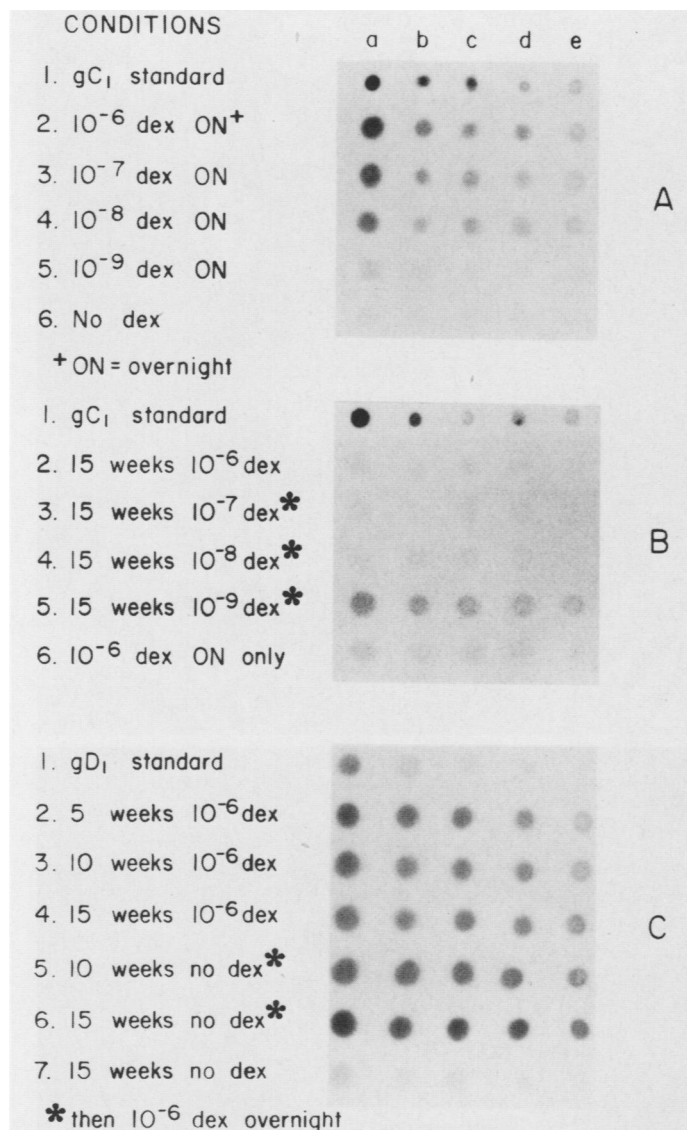 CONDITIONS
a b c d e
1. gC₁ standard
2. 10⁻⁶ dex ON⁺
3. 10⁻⁷ dex ON
4. 10⁻⁸ dex ON
5. 10⁻⁹ dex ON
6. No dex
⁺ON = overnight
A
1. gC₁ standard
2. 15 weeks 10⁻⁶ dex
3. 15 weeks 10⁻⁷ dex*
4. 15 weeks 10⁻⁸ dex*
5. 15 weeks 10⁻⁹ dex*
6. 10⁻⁶ dex ON only
B
1. gD₁ standard
2. 5 weeks 10⁻⁶ dex
3. 10 weeks 10⁻⁶ dex
4. 15 weeks 10⁻⁶ dex
5. 10 weeks no dex*
6. 15 weeks no dex*
7. 15 weeks no dex
*then 10⁻⁶ dex overnight
C